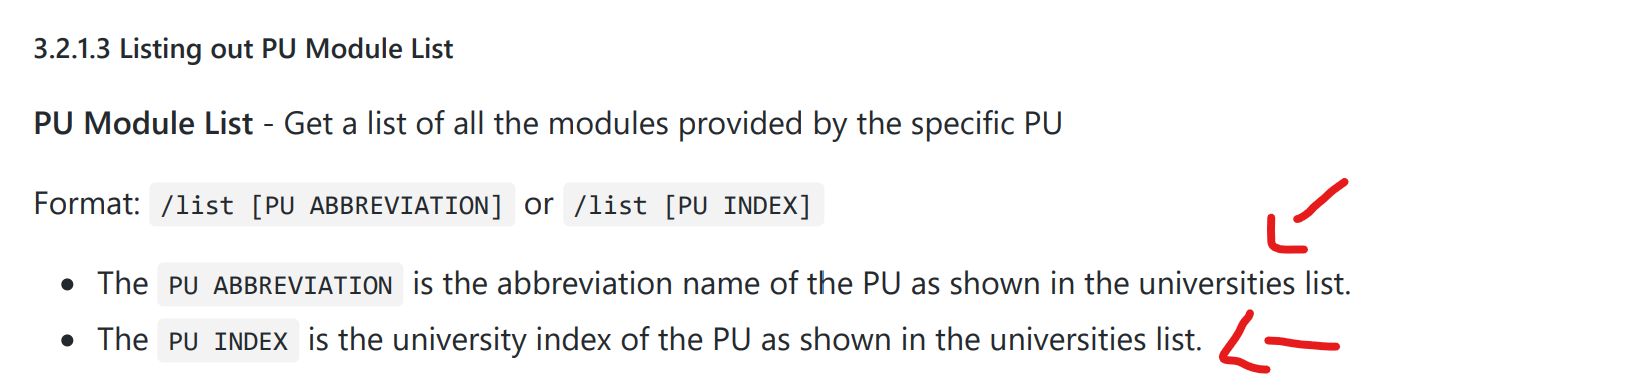 3.2.1.3 Listing out PU Module List
PU Module List - Get a list of all the modules provided by the specific PU
Format: /list [PU ABBREVIATION] or /list [PU INDEX]
• The PU ABBREVIATION is the abbreviation name of the PU as shown in the universities list.
• The PU INDEX is the university index of the PU as shown in the universities list.